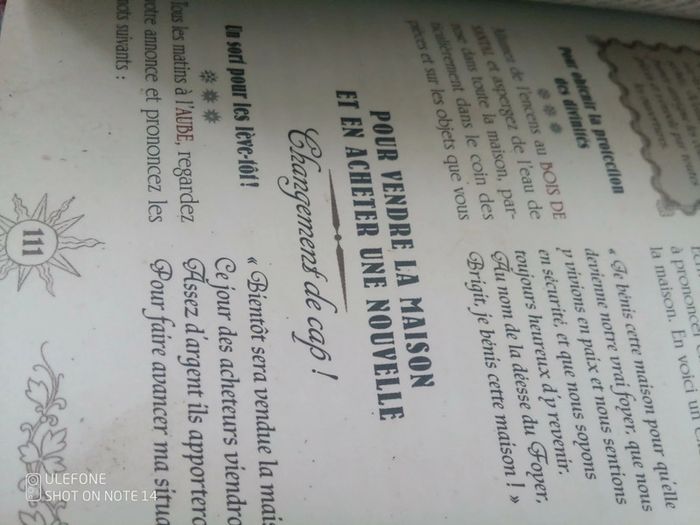 Pour obtenir la protection
des divinités
Allumez de l'encens au BOIS DE
SANTAL et aspergez de l'eau de
rose dans toute la maison, par-
ticulièrement dans le coin des
pièces et sur les objets que vous
à prononcer
la maison. En voici un
« Je bénis cette maison pour qu'elle
devienne notre vrai foyer, que nous
y vivions en paix et nous sentions
en sécurité, et que nous soyons
toujours heureux d'y revenir.
Au nom de la déesse du Foyer,
Brigit, je bénis cette maison ! »
POUR VENDRE LA MAISON
ET EN ACHETER UNE NOUVELLE
Changement de cap !
Un sort pour les lève-tôt !
Tous les matins à l'AUBE, regardez
votre annonce et prononcez les
mots suivants :
« Bientôt sera vendue la mais
Ce jour des acheteurs viendro
Assez d'argent ils apportero
Pour faire avancer ma situa
111
ULEFONE
SHOT ON NOTE 14